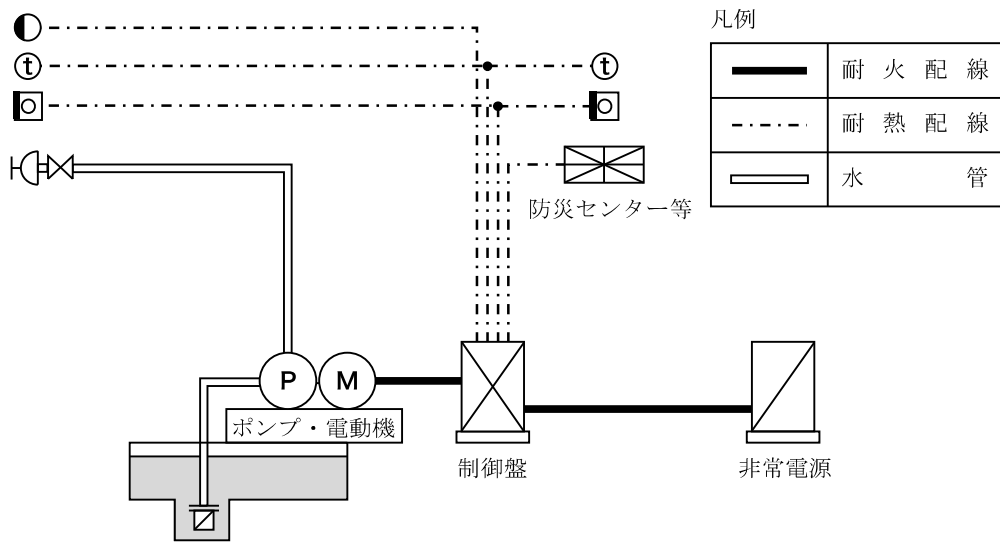 凡例
耐火配線
耐熱配線
水管
t
t
防災センター等
P M
ポンプ・電動機
制御盤
非常電源